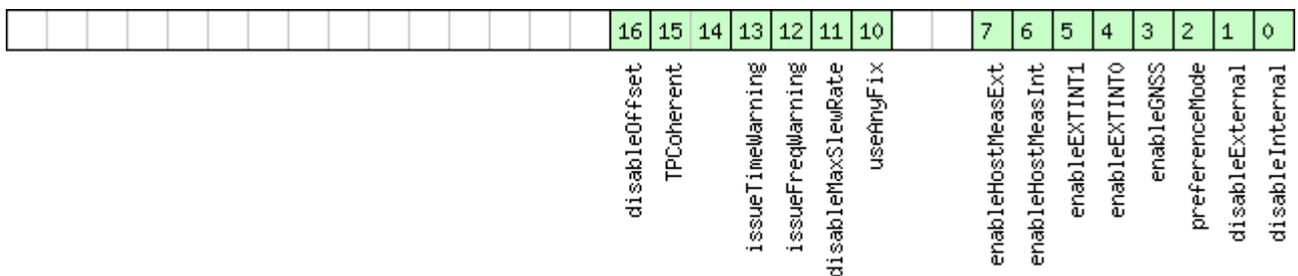 16 15 14 13 12 11 10 7 6 5 4 3 2 1 0
disableOffset
TPCoherent
issueTimeWarning
issueFreqWarning
disableMaxSlewRate
useAnyFix
enableHostMeasExt
enableHostMeasInt
enableEXTINT1
enableEXTINT0
enableGNSS
preferenceMode
disableExternal
disableInternal